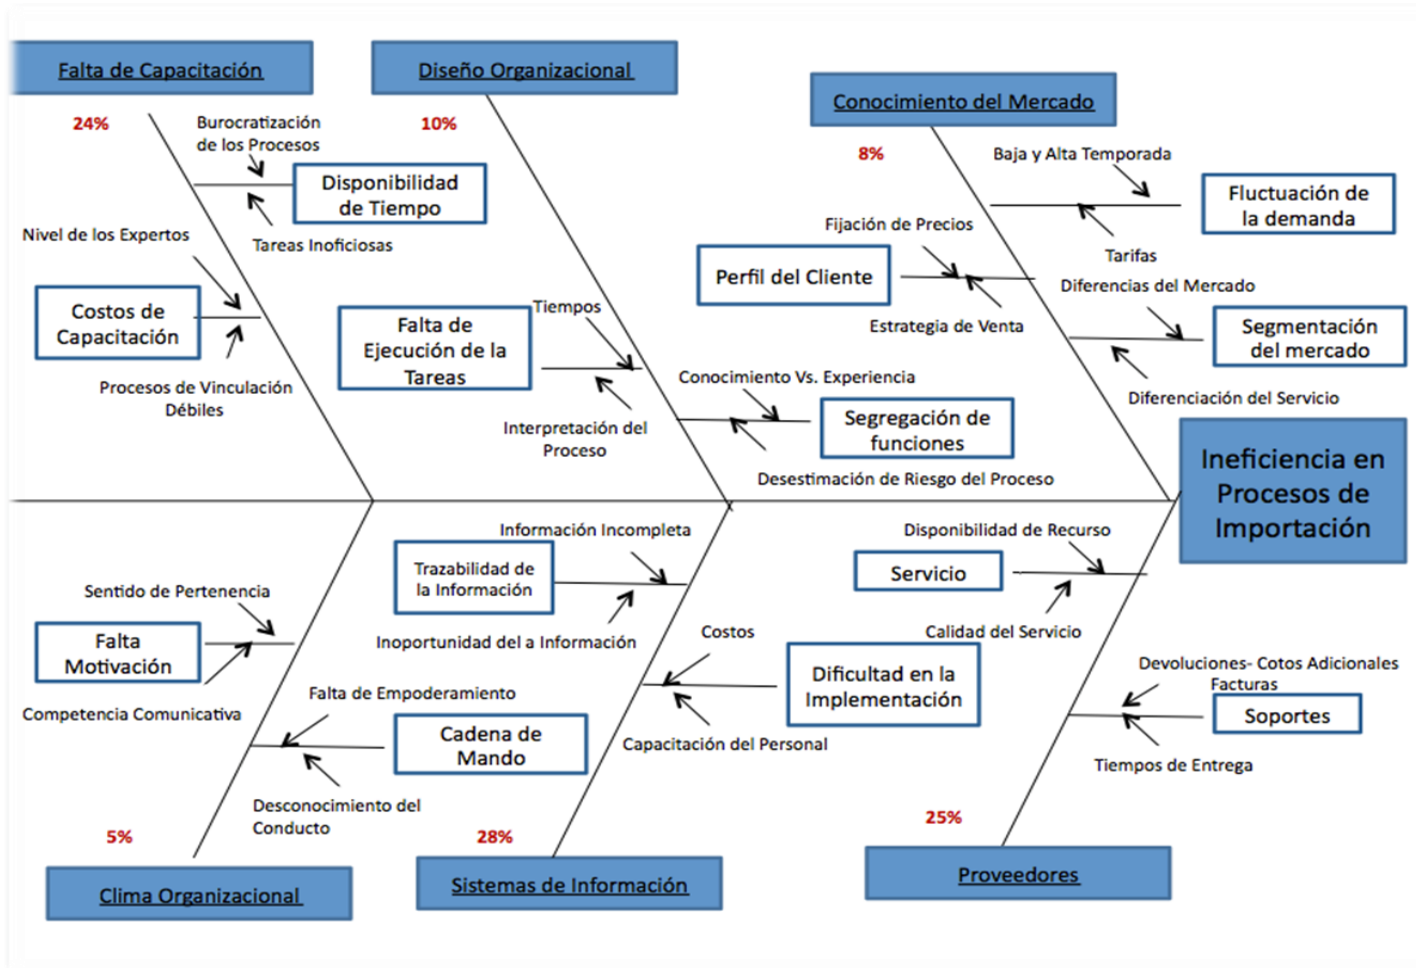 Falta de Capacitación
24%
Burocratización
de los Procesos
Disponibilidad
de Tiempo
Tareas Inoficiosas
Nivel de los Expertos
Costos de
Capacitación
Procesos de Vinculación
Débiles
Diseño Organizacional
10%
Tiempos
Falta de
Ejecución de la
Tareas
Interpretación del
Proceso
Conocimiento Vs. Experiencia
Segregación de
funciones
Desestimación de Riesgo del Proceso
Conocimiento del Mercado
8%
Baja y Alta Temporada
Fluctuación de
la demanda
Tarifas
Fijación de Precios
Perfil del Cliente
Estrategia de Venta
Diferencias del Mercado
Segmentación
del mercado
Diferenciación del Servicio
Ineficiencia en
Procesos de
Importación
Sentido de Pertenencia
Falta
Motivación
Competencia Comunicativa
Falta de Empoderamiento
Cadena de
Mando
Desconocimiento del
Conducto
5%
Clima Organizacional
Información Incompleta
Trazabilidad de
la Información
Inoportunidad del a Información
Costos
Dificultad en la
Implementación
Capacitación del Personal
28%
Sistemas de Información
Disponibilidad de Recurso
Servicio
Calidad del Servicio
Devoluciones- Cotos Adicionales
Facturas
Soportes
Tiempos de Entrega
25%
Proveedores